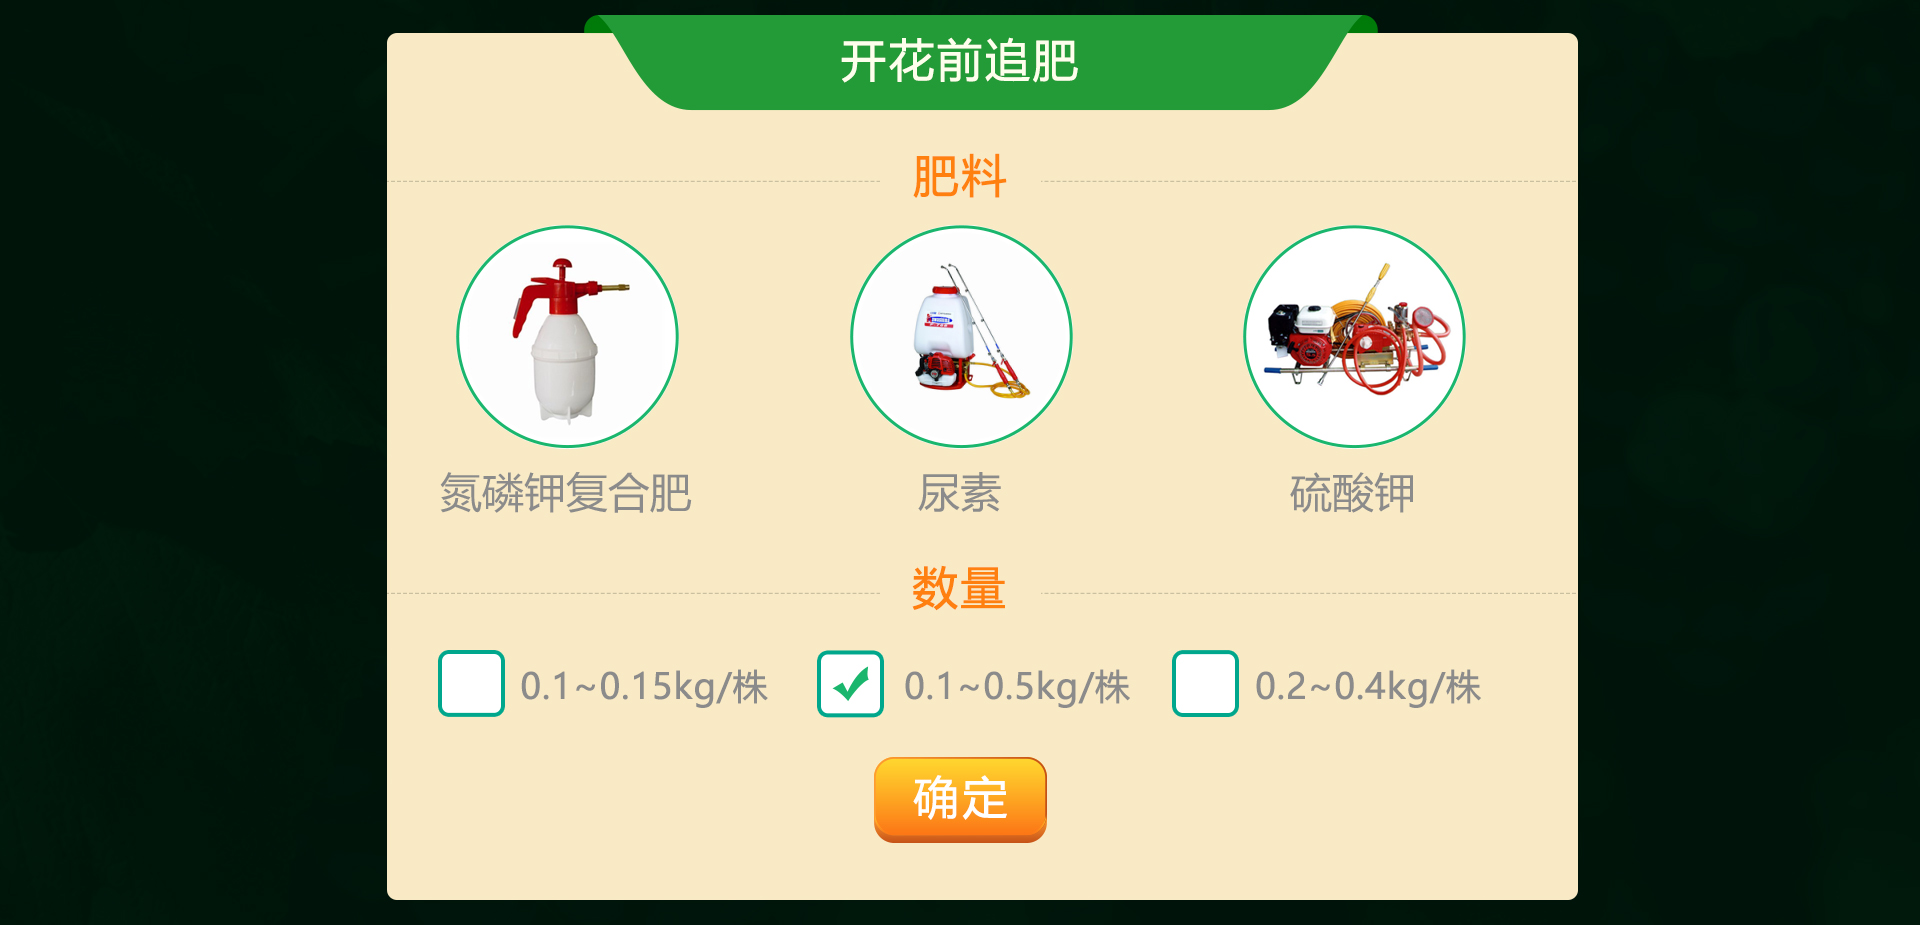 开花前追肥
肥料
氮磷钾复合肥
尿素
硫酸钾
数量
0.1~0.15kg/株
0.1~0.5kg/株
0.2~0.4kg/株
确定